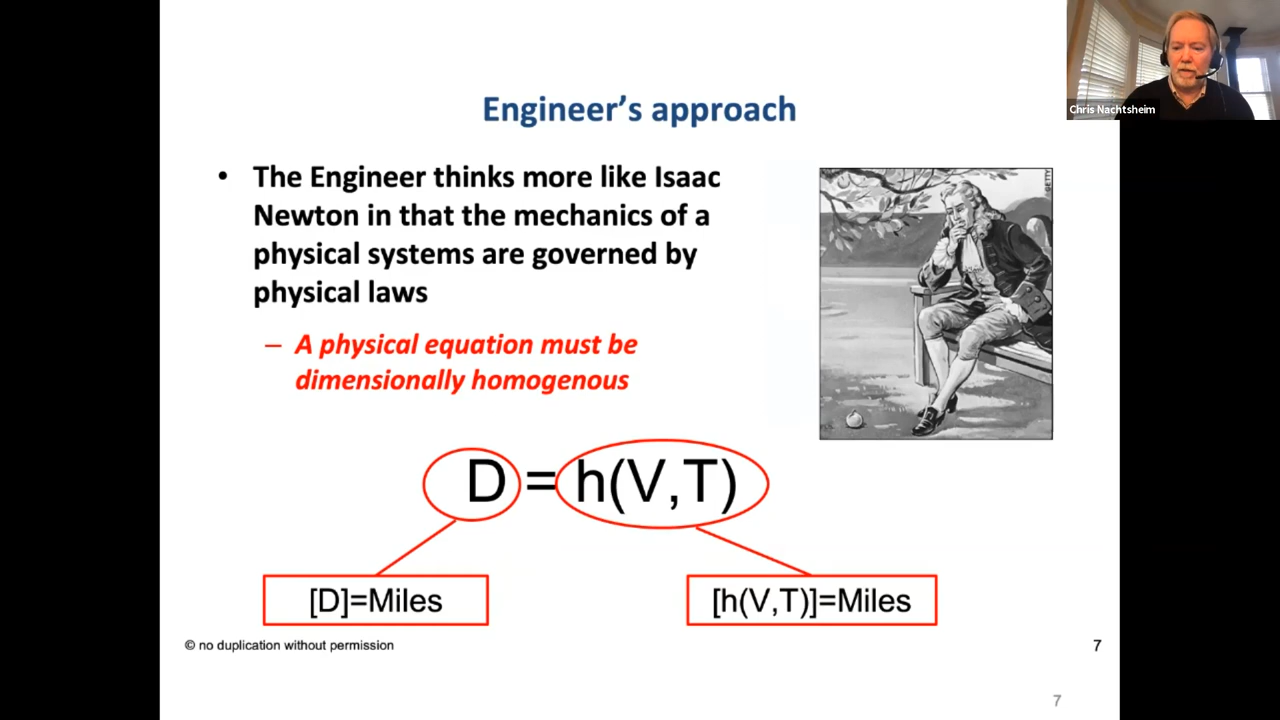 Chris Nachtsheim
Engineer's approach
• The Engineer thinks more like Isaac
Newton in that the mechanics of a
physical systems are governed by
physical laws
– A physical equation must be
dimensionally homogenous
GETTY
D = h(V,T)
[D]=Miles
[h(V,T)]=Miles
© no duplication without permission
7
7